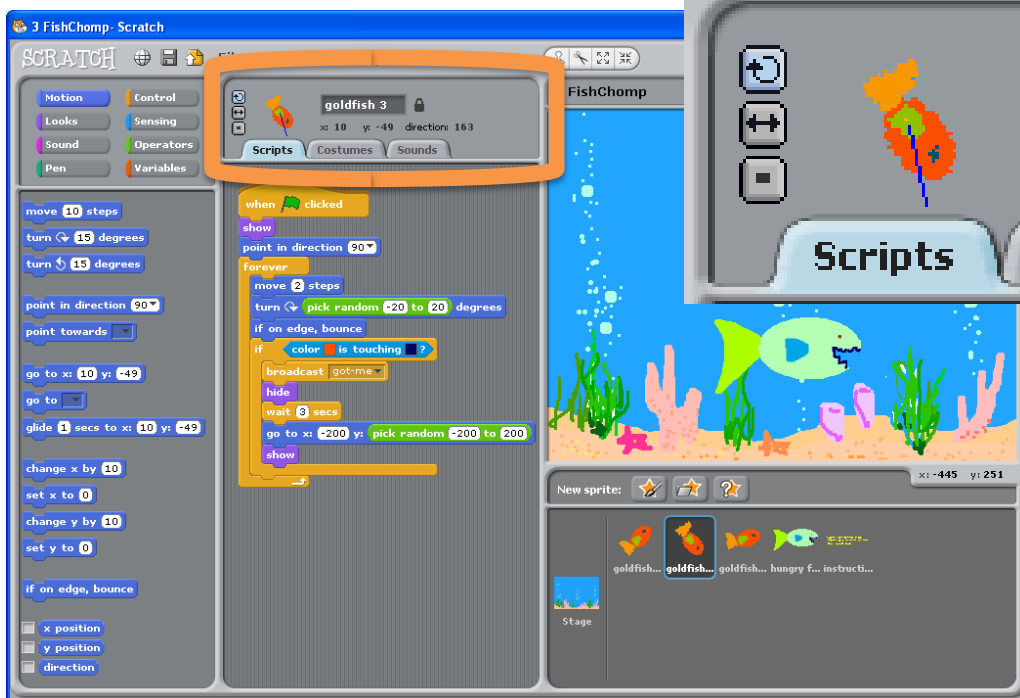 3 FishChomp- Scratch
SCRATCH
Motion Control
Looks Sensing
Sound Operators
Pen Variables
move 10 steps
turn 15 degrees
turn 15 degrees
point in direction 90
point towards
go to x: 10 y: -49
go to
glide 1 secs to x: 10 y: -49
change x by 10
set x to 0
change y by 10
set y to 0
if on edge, bounce
x position
y position
direction
goldfish 3
x: 10 y: -49 direction: 163
Scripts Costumes Sounds
when clicked
show
point in direction 90
forever
move 2 steps
turn pick random -20 to 20 degrees
if on edge, bounce
if color is touching ?
broadcast got-me
hide
wait 3 secs
go to x: -200 y: pick random -200 to 200
show
FishChomp
Scripts
x: -445 y: 251
New sprite:
goldfish... goldfish... goldfish... hungry f... instructi...
Stage